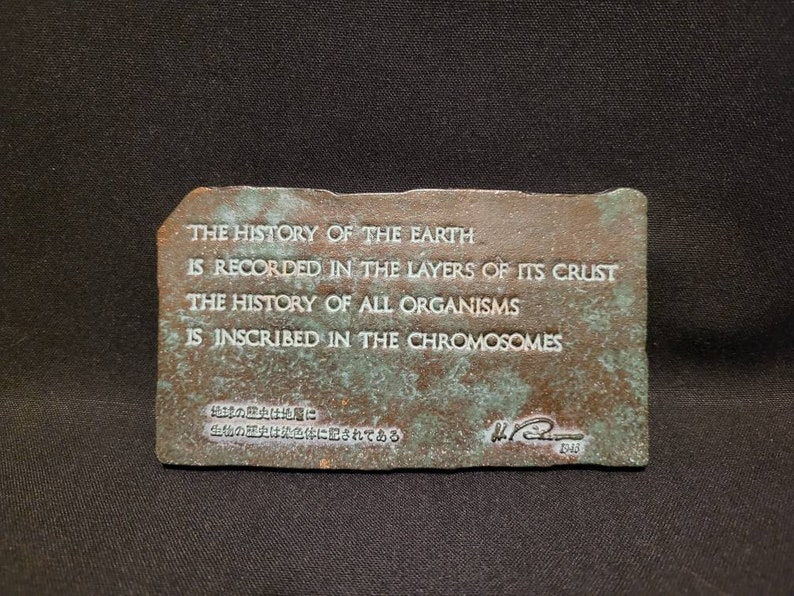 THE HISTORY OF THE EARTH
IS RECORDED IN THE LAYERS OF ITS CRUST
THE HISTORY OF ALL ORGANISMS
IS INSCRIBED IN THE CHROMOSOMES
地球の歴史は地層に
生物の歴史は染色体に記されてある
1946